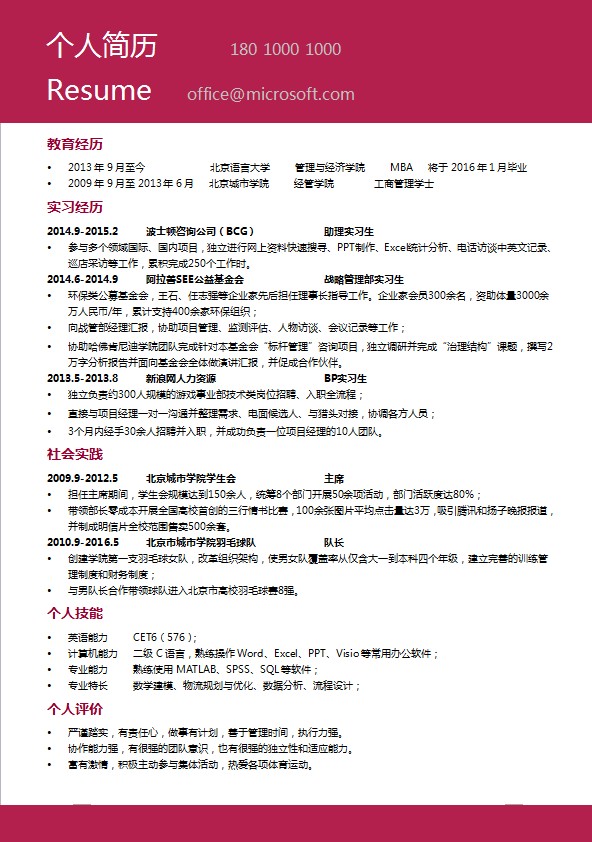 个人简历 180 1000 1000
Resume office@microsoft.com
教育经历
• 2013年9月至今 北京语言大学 管理与经济学院 MBA 将于2016年1月毕业
• 2009年9月至2013年6月 北京城市学院 经管学院 工商管理学士
实习经历
2014.9-2015.2 波士顿咨询公司（BCG） 助理实习生
• 参与多个领域国际、国内项目，独立进行网上资料快速搜寻、PPT制作、Excel统计分析、电话访谈中英文记录、
巡店采访等工作，累积完成250个工作时。
2014.6-2014.9 阿拉善SEE公益基金会 战略管理部实习生
• 环保类公募基金会，王石、任志强等企业家先后担任理事长指导工作。企业家会员300余名，资助体量3000余
万人民币/年，累计支持400余家环保组织；
• 向战管部经理汇报，协助项目管理、监测评估、人物访谈、会议记录等工作；
• 协助哈佛肯尼迪学院团队完成针对本基金会“标杆管理”咨询项目，独立调研并完成“治理结构”课题，撰写2
万字分析报告并面向基金会全体做演讲汇报，并促成合作伙伴。
2013.5-2013.8 新浪网人力资源 BP实习生
• 独立负责约300人规模的游戏事业部技术类岗位招聘、入职全流程；
• 直接与项目经理一对一沟通并整理需求、电面候选人、与猎头对接，协调各方人员；
• 3个月内经手30余人招聘并入职，并成功负责一位项目经理的10人团队。
社会实践
2009.9-2012.5 北京城市学院学生会 主席
• 担任主席期间，学生会规模达到150余人，统筹8个部门开展50余项活动，部门活跃度达80%；
• 带领部长零成本开展全国高校首创的三行情书比赛，100余张图片平均点击量达3万，吸引腾讯和扬子晚报报道，
并制成明信片全校范围售卖500余套。
2010.9-2016.5 北京市城市学院羽毛球队 队长
• 创建学院第一支羽毛球女队，改革组织架构，使男女队覆盖率从仅含大一到本科四个年级，建立完善的训练管
理制度和财务制度；
• 与男队长合作带领球队进入北京市高校羽毛球赛8强。
个人技能
• 英语能力 CET6（576）；
• 计算机能力 二级C语言，熟练操作Word、Excel、PPT、Visio等常用办公软件；
• 专业能力 熟练使用MATLAB、SPSS、SQL等软件；
• 专业特长 数学建模、物流规划与优化、数据分析、流程设计；
个人评价
• 严谨踏实，有责任心，做事有计划，善于管理时间，执行力强。
• 协作能力强，有很强的团队意识，也有很强的独立性和适应能力。
• 富有激情，积极主动参与集体活动，热爱各项体育运动。